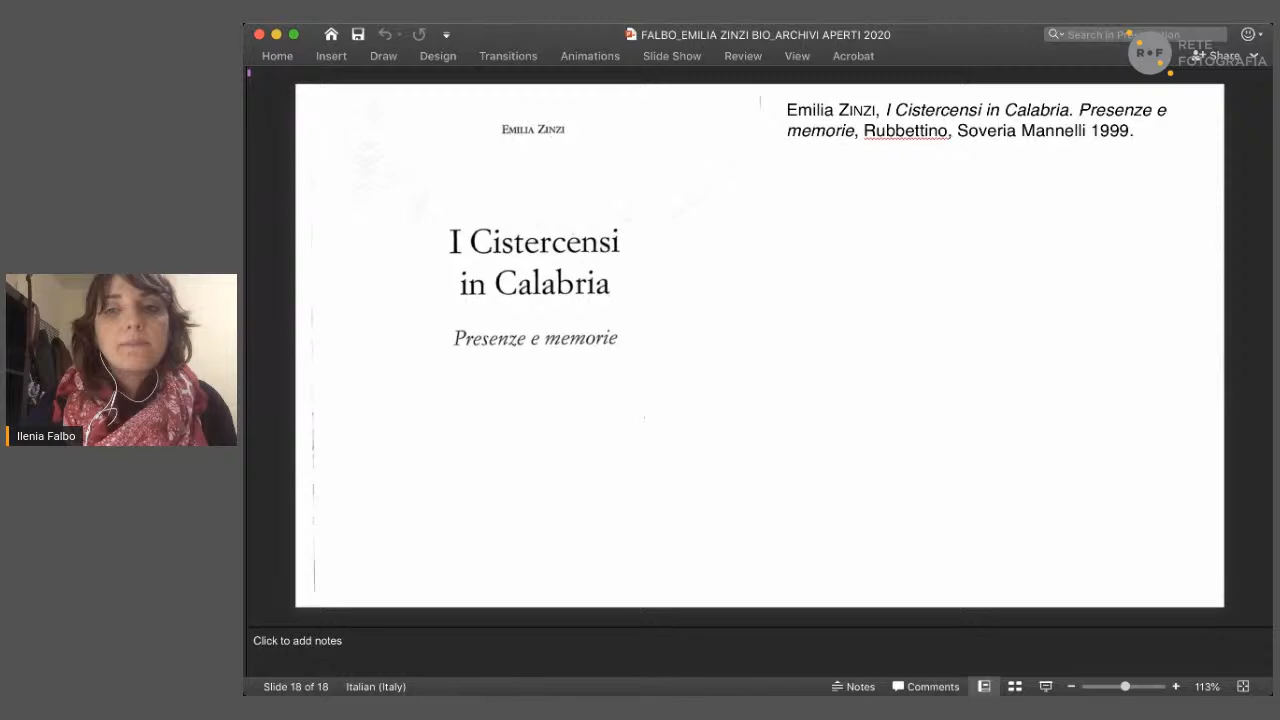 FALBO_EMILIA ZINZI BIO_ARCHIVI APERTI 2020
Home Insert Draw Design Transitions Animations Slide Show Review View Acrobat
Share
RETE
FOTOGRAFIA
R F
EMILIA ZINZI
I Cistercensi
in Calabria
Presenze e memorie
Emilia ZINZI, I Cistercensi in Calabria. Presenze e
memorie, Rubbettino, Soveria Mannelli 1999.
Ilenia Falbo
Click to add notes
Slide 18 of 18 Italian (Italy) Notes Comments 113%